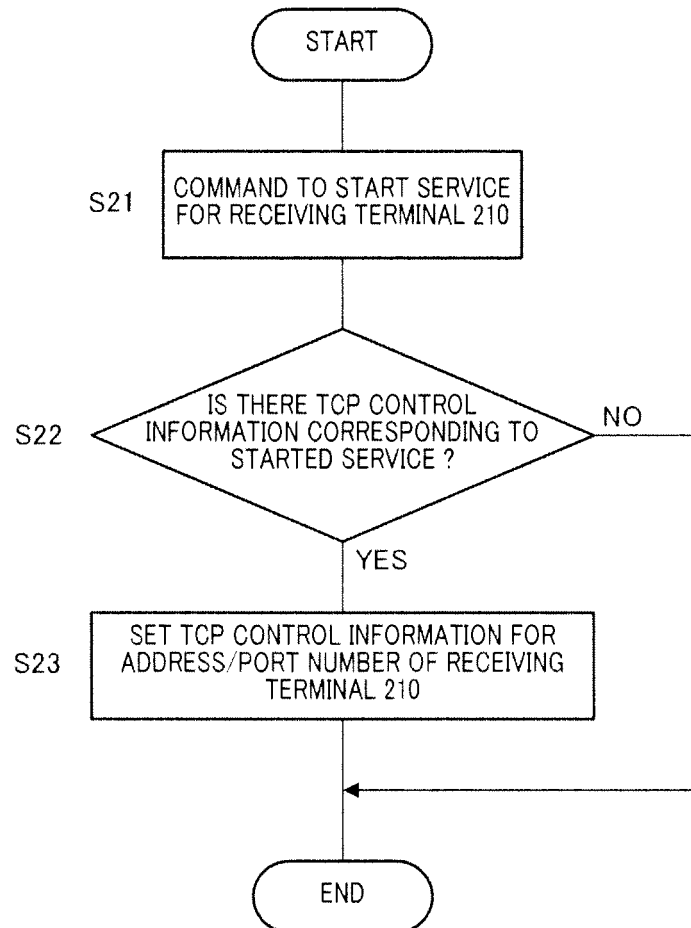 START
S21
COMMAND TO START SERVICE
FOR RECEIVING TERMINAL 210
S22
IS THERE TCP CONTROL
INFORMATION CORRESPONDING TO
STARTED SERVICE ?
NO
YES
S23
SET TCP CONTROL INFORMATION FOR
ADDRESS/PORT NUMBER OF RECEIVING
TERMINAL 210
END